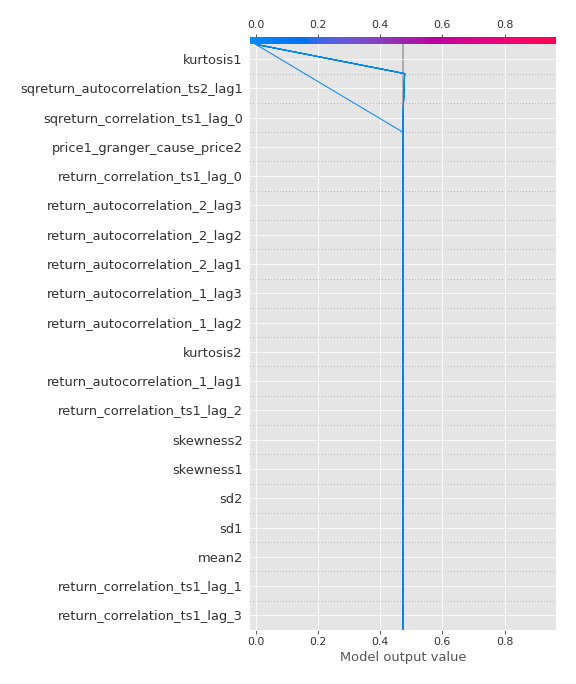 0.0 0.2 0.4 0.6 0.8
kurtosis1
sqreturn_autocorrelation_ts2_lag1
sqreturn_correlation_ts1_lag_0
price1_granger_cause_price2
return_correlation_ts1_lag_0
return_autocorrelation_2_lag3
return_autocorrelation_2_lag2
return_autocorrelation_2_lag1
return_autocorrelation_1_lag3
return_autocorrelation_1_lag2
kurtosis2
return_autocorrelation_1_lag1
return_correlation_ts1_lag_2
skewness2
skewness1
sd2
sd1
mean2
return_correlation_ts1_lag_1
return_correlation_ts1_lag_3
0.0 0.2 0.4 0.6 0.8
Model output value